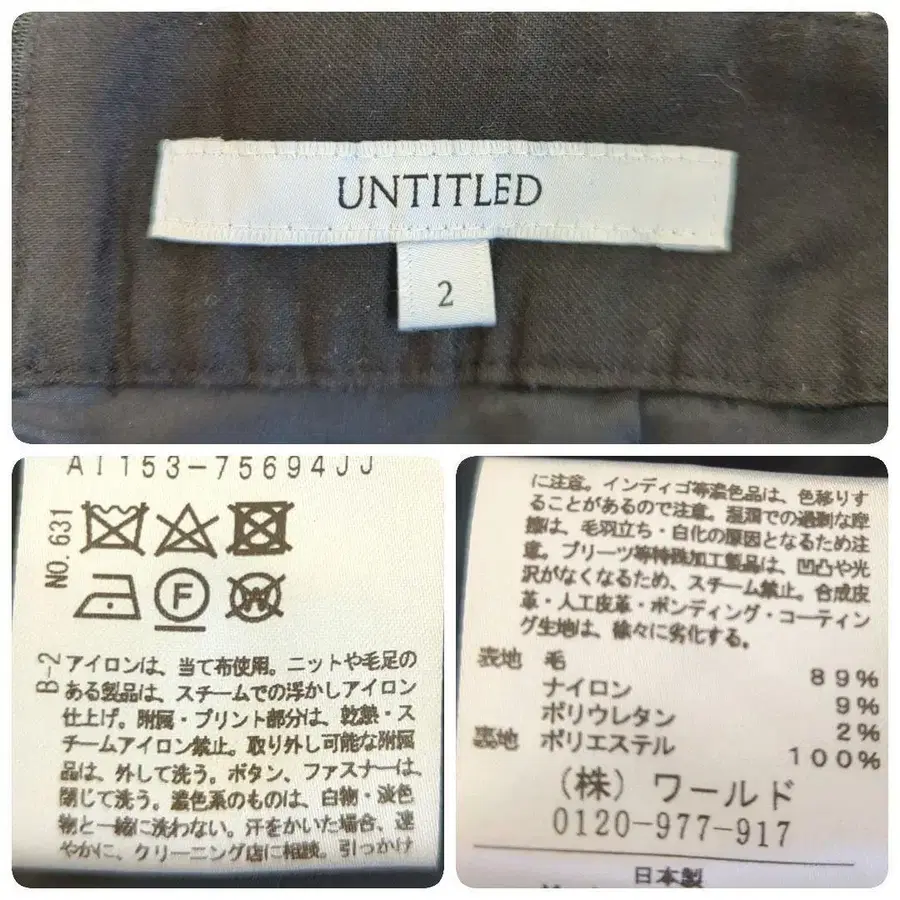 UNTITLED
2
AI153-75694JJ
NO.631
F
W
B-2
アイロンは、当て布使用。ニットや毛足の
ある製品は、スチームでの浮かしアイロン
仕上げ。附属・プリント部分は、乾熱・ス
チームアイロン禁止。取り外し可能な附属
品は、外して洗う。ボタン、ファスナーは、
閉じて洗う。濃色系のものは、白物・淡色
物と一緒に洗わない。汗をかいた場合、速
やかに、クリーニング店に相談。引っかけ
に注意。インディゴ等濃色品は、色移りす
ることがあるので注意。湿潤での過剰な摩
擦は、毛羽立ち・白化の原因となるため注
意。プリーツ等特殊加工製品は、凹凸や光
沢がなくなるため、スチーム禁止。合成皮
革・人工皮革・ボンディング・コーティン
グ生地は、徐々に劣化する。
表地 毛 89%
ナイロン 9%
ポリウレタン 2%
裏地 ポリエステル 100%
(株) ワールド
0120-977-917
日本製